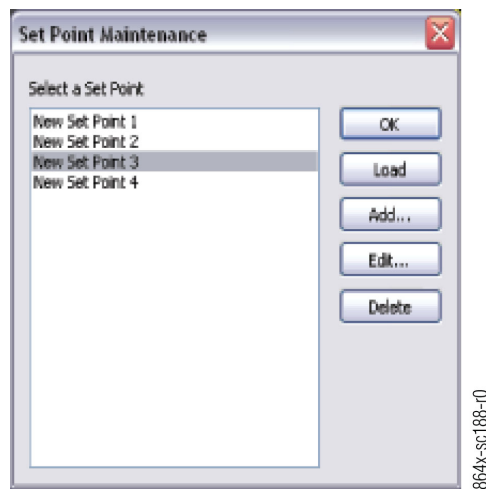 Set Point Maintenance
Select a Set Point
New Set Point 1
New Set Point 2
New Set Point 3
New Set Point 4
OK
Load
Add...
Edit...
Delete
864x-sc188-r0